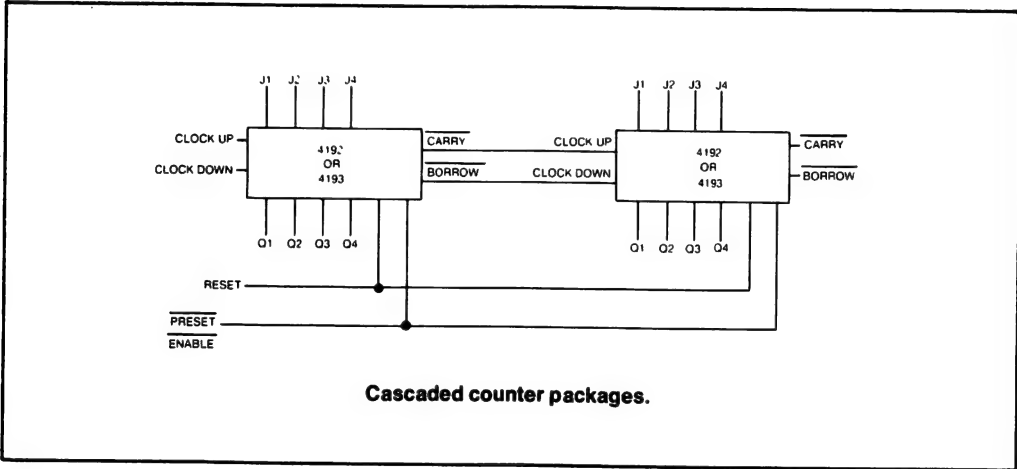 J1 J2 J3 J4
J1 J2 J3 J4
CLOCK UP
4192
OR
4193
CARRY
CLOCK UP
4192
OR
4193
CARRY
CLOCK DOWN
BORROW
CLOCK DOWN
BORROW
Q1 Q2 Q3 Q4
Q1 Q2 Q3 Q4
RESET
PRESET
ENABLE
Cascaded counter packages.